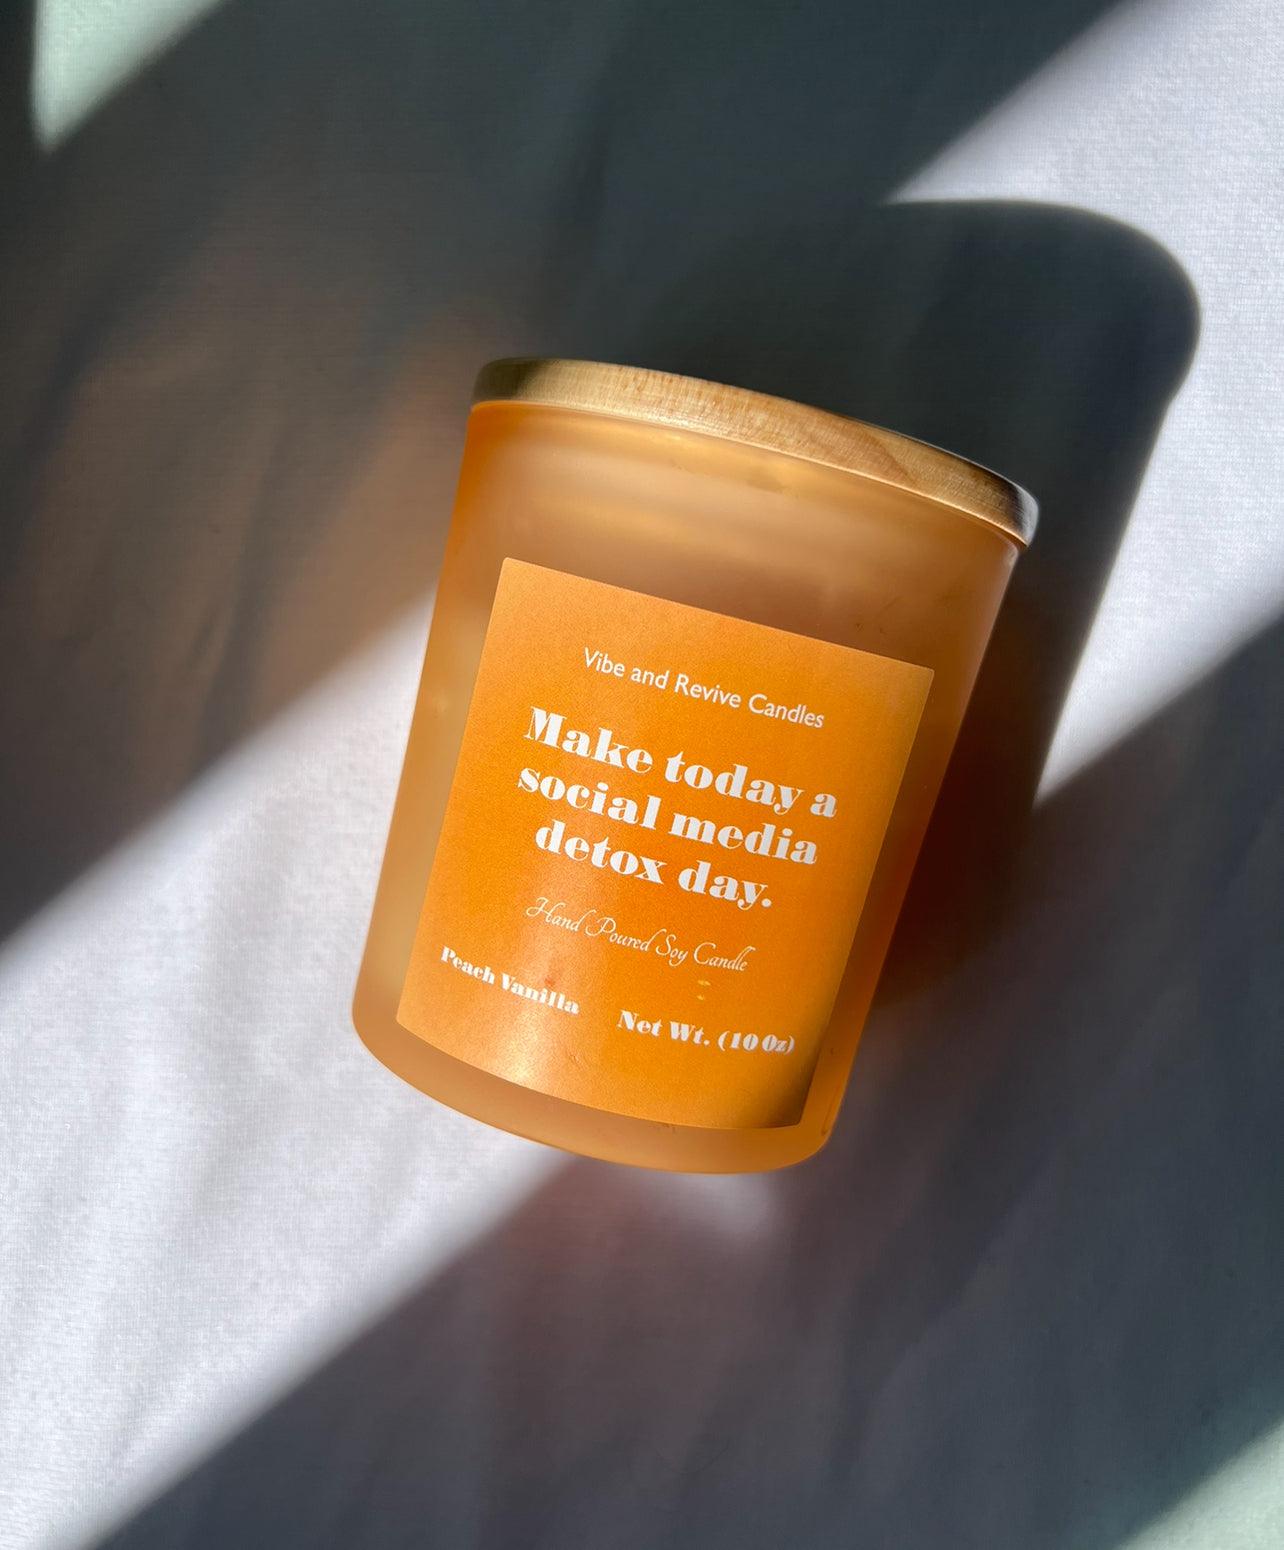 Vibe and Revive Candles
Make today a
social media
detox day.
Hand Poured Soy Candle
Peach Vanilla
Net Wt. (10 Oz)